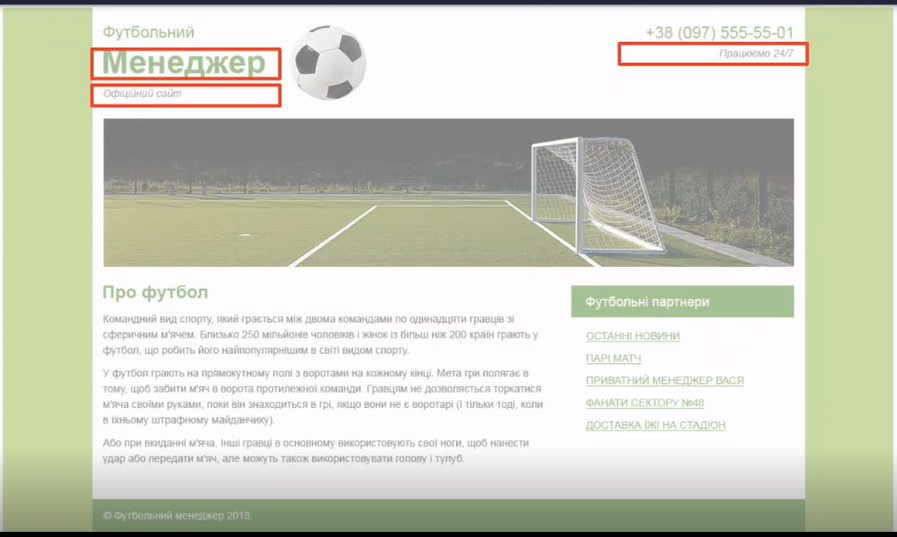 Футбольний
Менеджер
Офіційний сайт
+38 (097) 555-55-01
Працюємо 24/7
Про футбол
Командний вид спорту, який грається між двома командами по одинадцяти гравців зі
сферичним м'ячем. Близько 250 мільйонів чоловіків і жінок із більш ніж 200 країн грають у
футбол, що робить його найпопулярнішим в світі видом спорту.
У футбол грають на прямокутному полі з воротами на кожному кінці. Мета гри полягає в
тому, щоб забити м'яч в ворота протилежної команди. Гравцям не дозволяється торкатися
м'яча своїми руками, поки він знаходиться в грі, якщо вони не є воротарі (і тільки тоді, коли
в їхньому штрафному майданчику).
Або при вкиданні м'яча. Інші гравці в основному використовують свої ноги, щоб нанести
удар або передати м'яч, але можуть також використовувати голову і тулуб.
Футбольні партнери
ОСТАННІ НОВИНИ
ПАРІ МАТЧ
ПРИВАТНИЙ МЕНЕДЖЕР ВАСЯ
ФАНАТИ СЕКТОРУ №48
ДОСТАВКА ЇЖІ НА СТАДІОН
© Футбольний менеджер 2018.